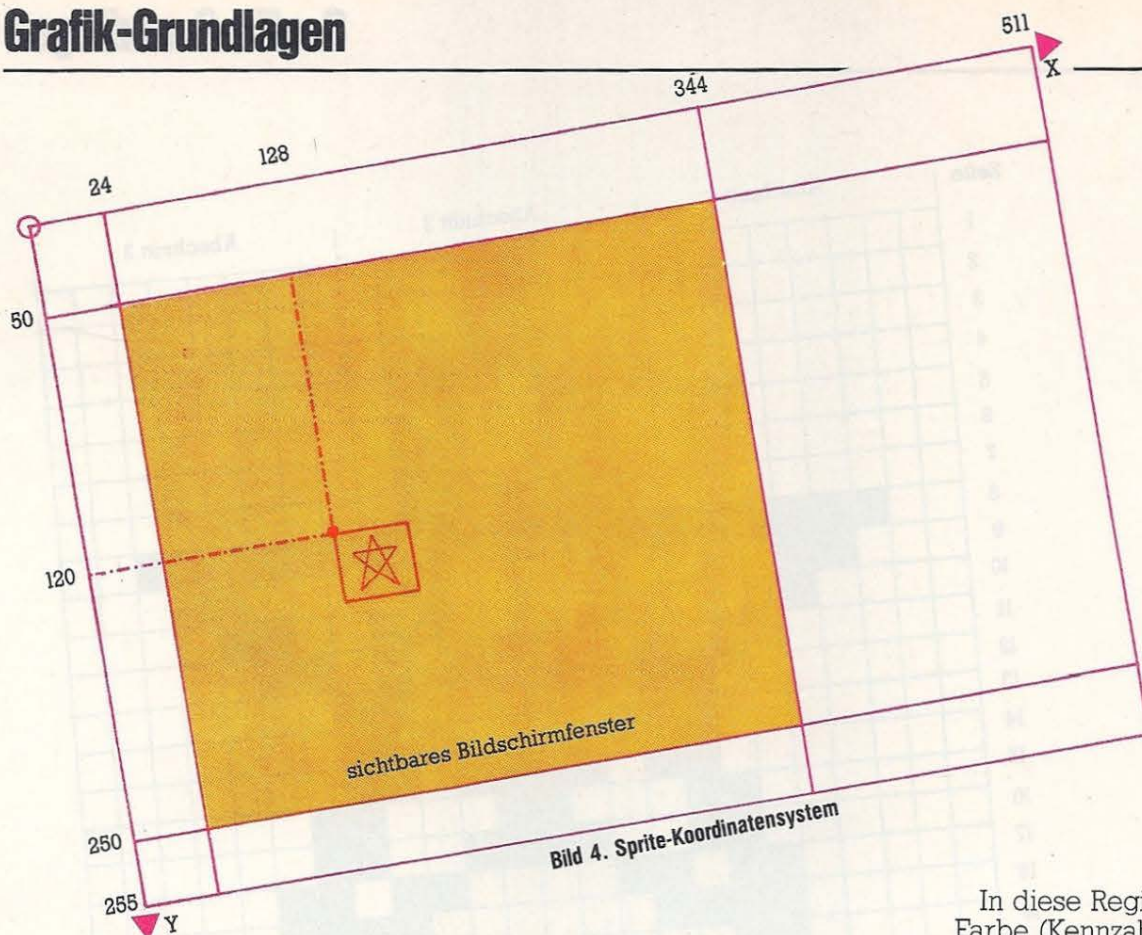 Grafik-Grundlagen
511
X
344
128
24
50
120
sichtbares Bildschirmfenster
250
Bild 4. Sprite-Koordinatensystem
255
Y
In diese Regi
Farbe (Kennzal